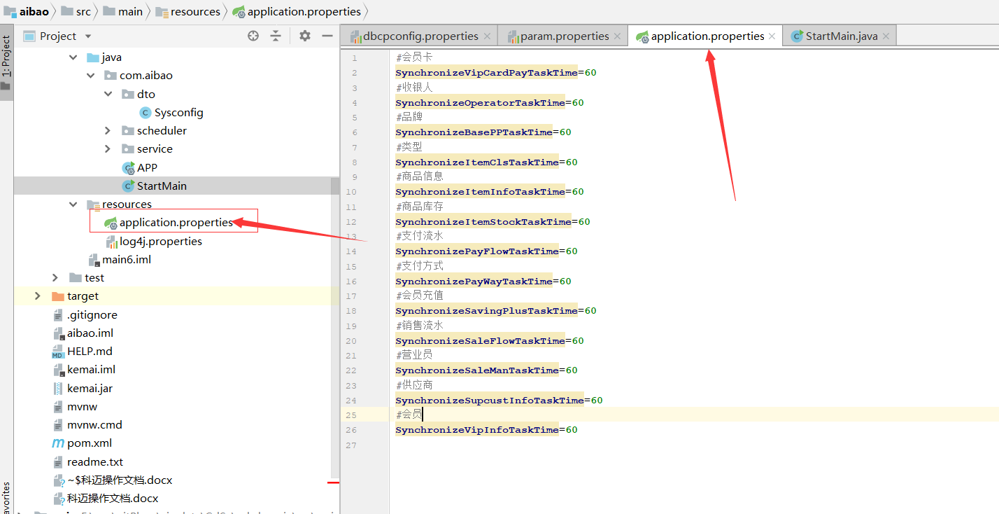 aibao src main resources application.properties
Project
dbcpconfig.properties param.properties application.properties StartMain.java
1: Project
java
com.aibao
dto
Sysconfig
scheduler
service
APP
StartMain
resources
application.properties
log4j.properties
main6.iml
test
target
.gitignore
aibao.iml
HELP.md
kemai.iml
kemai.jar
mvnw
mvnw.cmd
pom.xml
readme.txt
~$科迈操作文档.docx
科迈操作文档.docx
avorites
1 #会员卡
2 SynchronizeVipCardPayTaskTime=60
3 #收银人
4 SynchronizeOperatorTaskTime=60
5 #品牌
6 SynchronizeBasePPTaskTime=60
7 #类型
8 SynchronizeItemClsTaskTime=60
9 #商品信息
10 SynchronizeItemInfoTaskTime=60
11 #商品库存
12 SynchronizeItemStockTaskTime=60
13 #支付流水
14 SynchronizePayFlowTaskTime=60
15 #支付方式
16 SynchronizePayWayTaskTime=60
17 #会员充值
18 SynchronizeSavingPlusTaskTime=60
19 #销售流水
20 SynchronizeSaleFlowTaskTime=60
21 #营业员
22 SynchronizeSaleManTaskTime=60
23 #供应商
24 SynchronizeSupcustInfoTaskTime=60
25 #会员
26 SynchronizeVipInfoTaskTime=60
27